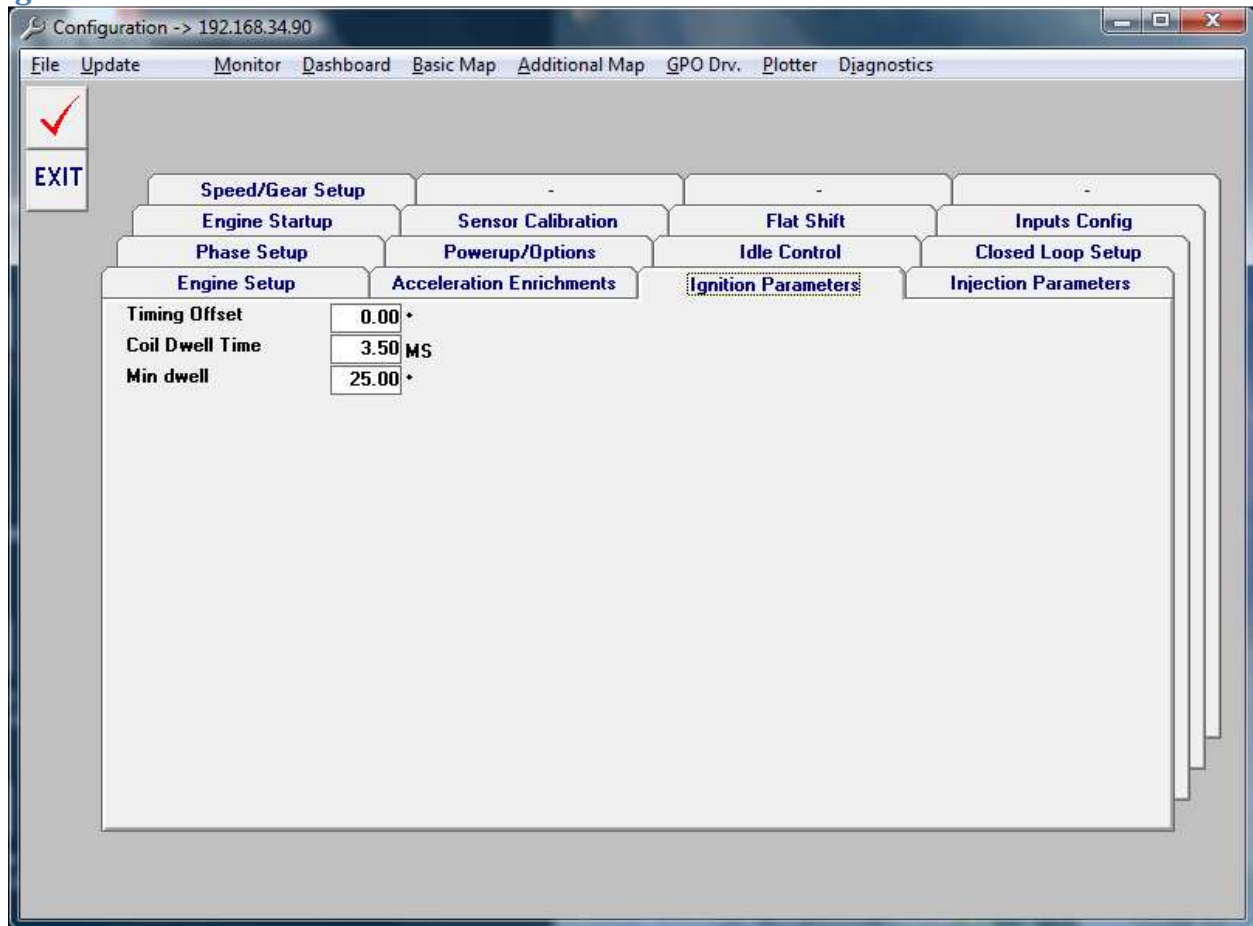 Configuration -> 192.168.34.90
File Update Monitor Dashboard Basic Map Additional Map GPO Drv. Plotter Diagnostics
EXIT
Speed/Gear Setup - - -
Engine Startup Sensor Calibration Flat Shift Inputs Config
Phase Setup Powerup/Options Idle Control Closed Loop Setup
Engine Setup Acceleration Enrichments Ignition Parameters Injection Parameters
Timing Offset 0.00 °
Coil Dwell Time 3.50 MS
Min dwell 25.00 °